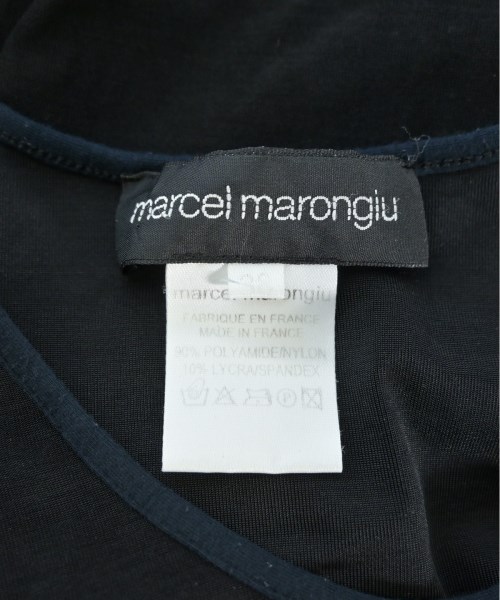 marcel marongiu
marcel marongiu
FABRIQUE EN FRANCE
MADE IN FRANCE
90% POLYAMIDE/NYLON
10% LYCRA/SPANDEX